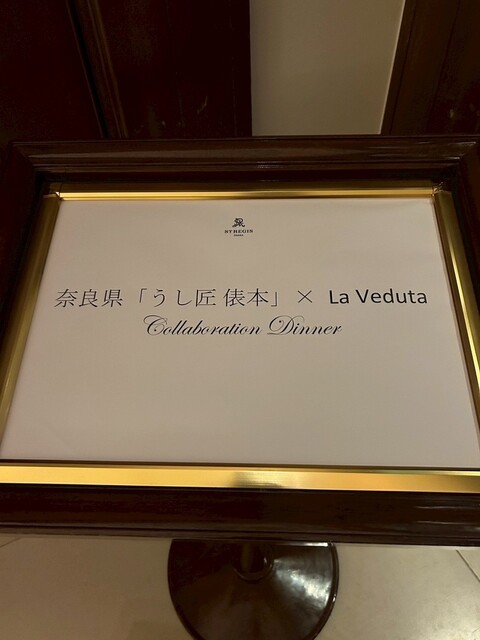 ST REGIS
奈良県「うし匠 俵本」× La Veduta
Collaboration Dinner